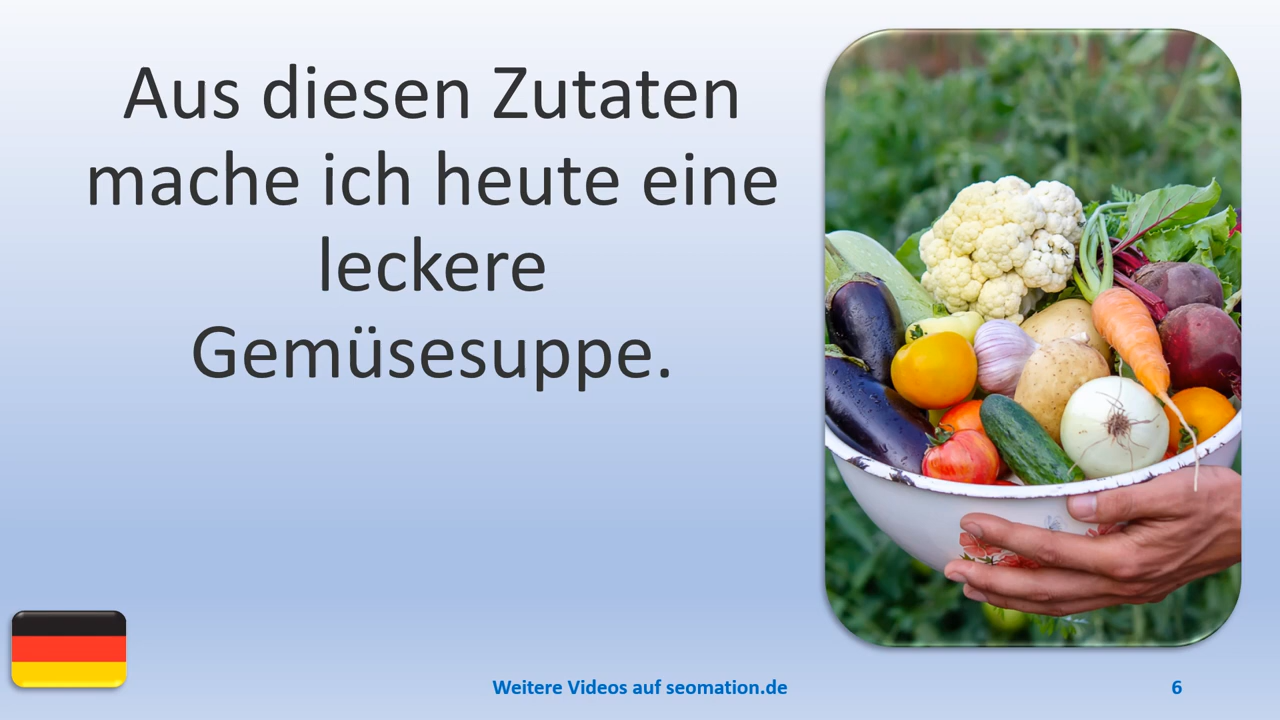 Aus diesen Zutaten
mache ich heute eine
leckere
Gemüsesuppe.
Weitere Videos auf seomation.de
6